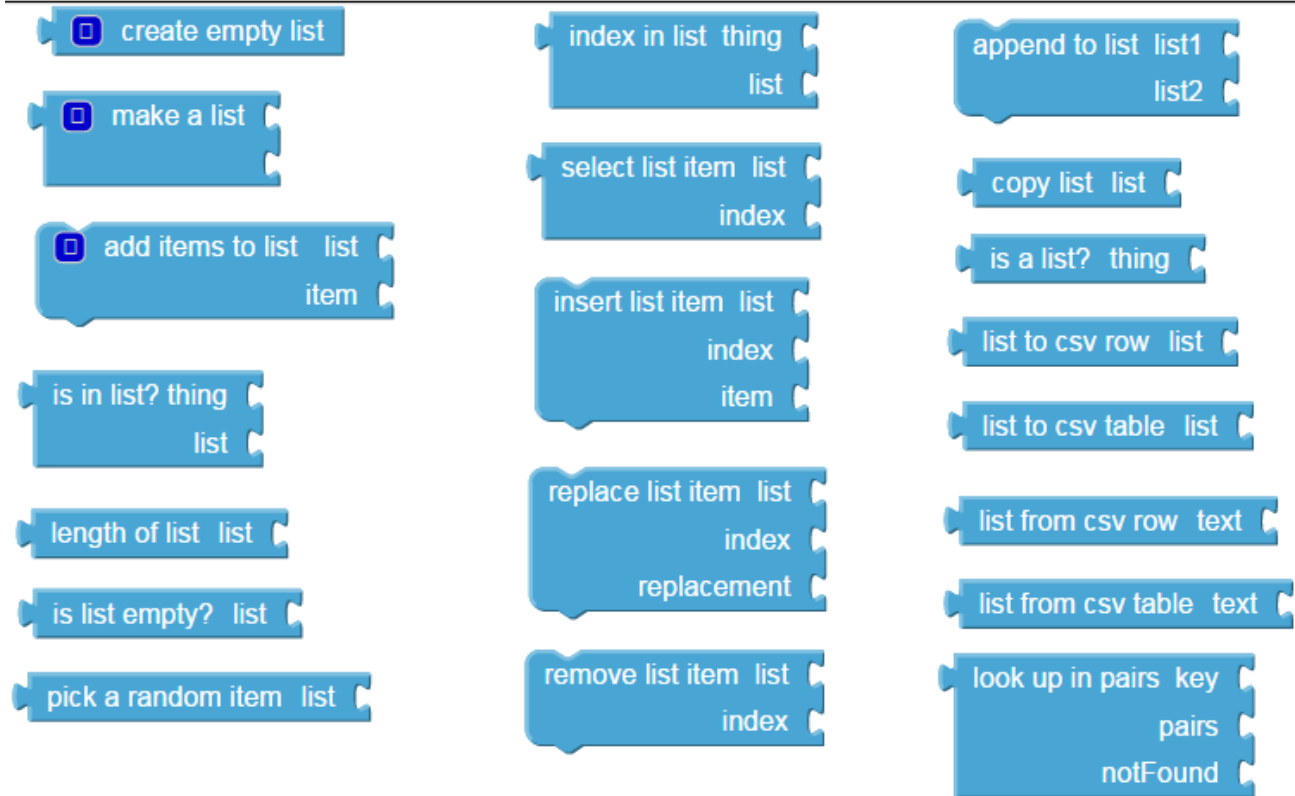 create empty list
make a list
add items to list list
item
is in list? thing
list
length of list list
is list empty? list
pick a random item list
index in list thing
list
select list item list
index
insert list item list
index
item
replace list item list
index
replacement
remove list item list
index
append to list list1
list2
copy list list
is a list? thing
list to csv row list
list to csv table list
list from csv row text
list from csv table text
look up in pairs key
pairs
notFound